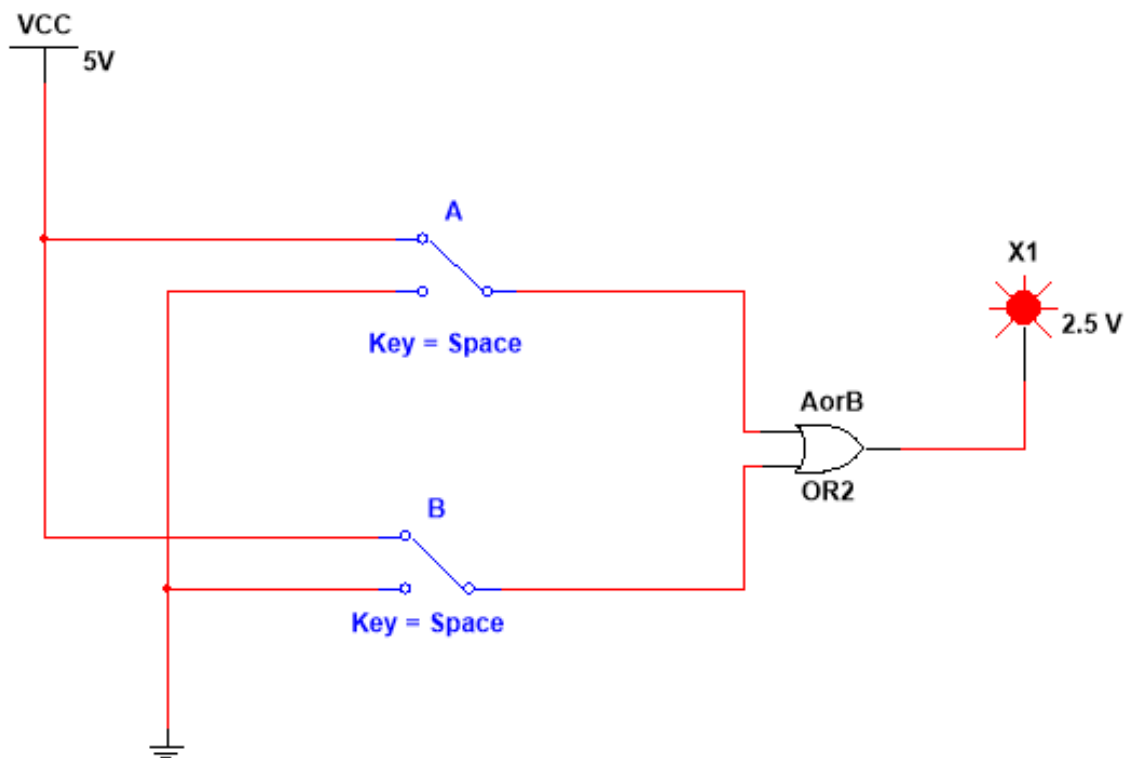 VCC
5V
A
Key = Space
X1
2.5 V
AorB
OR2
B
Key = Space